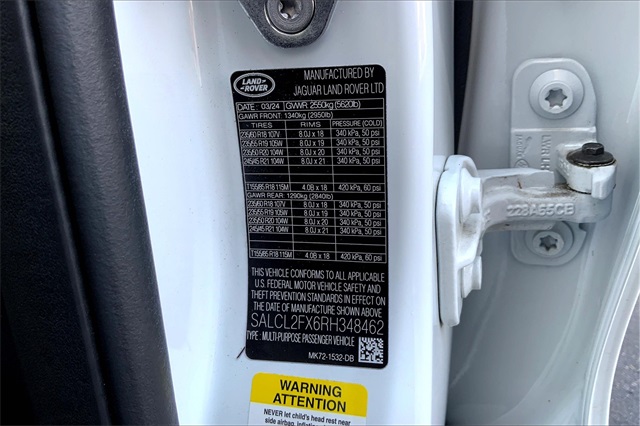 LAND-
ROVER
MANUFACTURED BY
JAGUAR LAND ROVER LTD
DATE 03/24 GVWR 2550kg (5620lb)
GAWR FRONT: 1340kg (2950lb)
- TIRES RIMS PRESSURE (COLD)
235/60 R18 107V 8.0J x 18 340 kPa, 50 psi
235/55 R19 105W 8.0J x 19 340 kPa, 50 psi
235/50 R20 104W 8.0J x 20 340 kPa, 50 psi
245/45 R21 104W 8.0J x 21 340 kPa, 50 psi
T155/85 R18 115M 4.0B x 18 420 kPa, 60 psi
GAWR REAR: 1290kg (2840lb)
235/60 R18 107V 8.0J x 18 340 kPa, 50 psi
235/55 R19 105W 8.0J x 19 340 kPa, 50 psi
235/50 R20 104W 8.0J x 20 340 kPa, 50 psi
245/45 R21 104W 8.0J x 21 340 kPa, 50 psi
T155/85 R18 115M 4.0B x 18 420 kPa, 60 psi
THIS VEHICLE CONFORMS TO ALL APPLICABLE
U.S. FEDERAL MOTOR VEHICLE SAFETY AND
THEFT PREVENTION STANDARDS IN EFFECT ON
THE DATE OF MANUFACTURE SHOWN ABOVE.
SALCL2FX6RH348462
TYPE: MULTI-PURPOSE PASSENGER VEHICLE
MK72-1532-DB
228A65CB
WARNING
ATTENTION
NEVER let child's head rest near
side airbag,